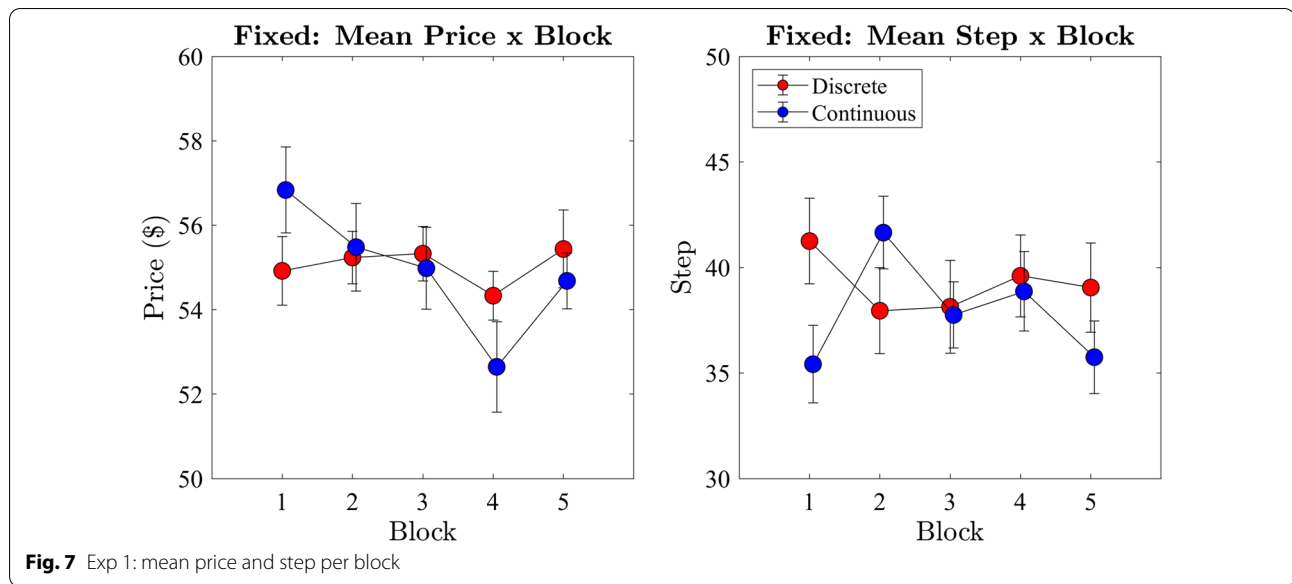 Fixed: Mean Price x Block
60
58
56
54
52
50
Price ($)
1 2 3 4 5
Block
Fixed: Mean Step x Block
50
45
40
35
30
Step
Discrete
Continuous
1 2 3 4 5
Block
Fig. 7 Exp 1: mean price and step per block